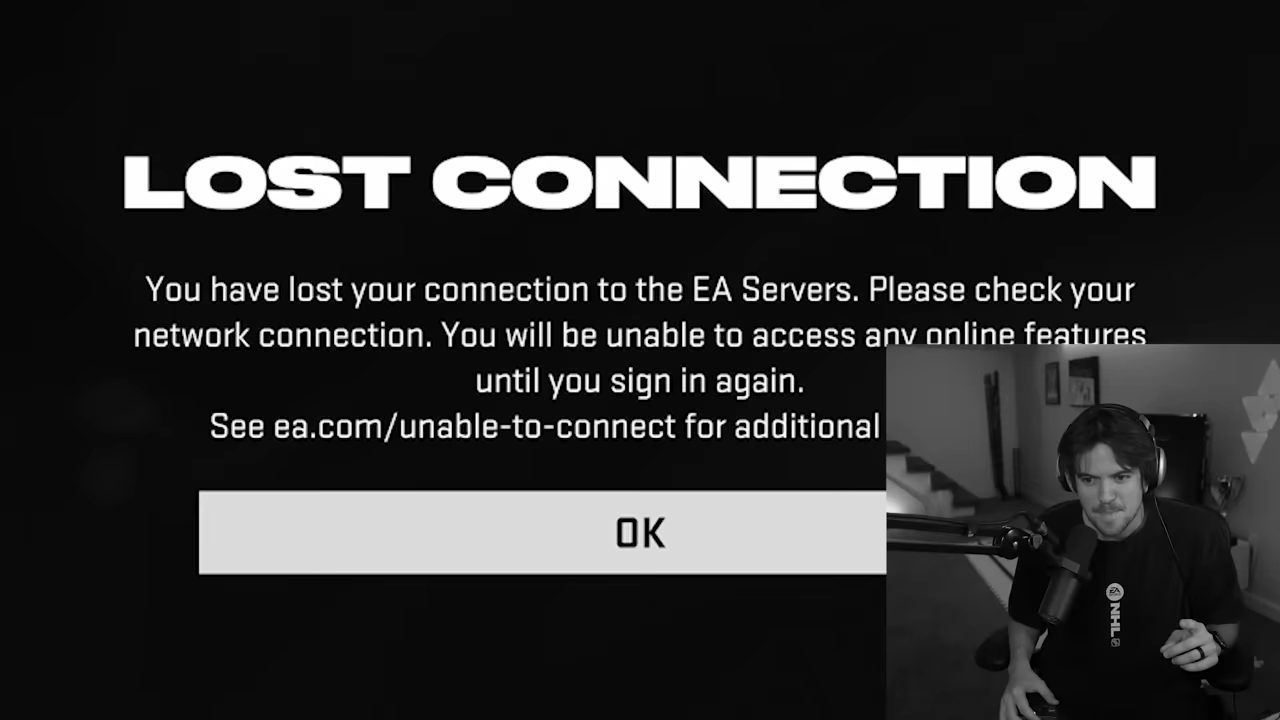 LOST CONNECTION
You have lost your connection to the EA Servers. Please check your
network connection. You will be unable to access any online features
until you sign in again.
See ea.com/unable-to-connect for additional
OK
EA
NHL